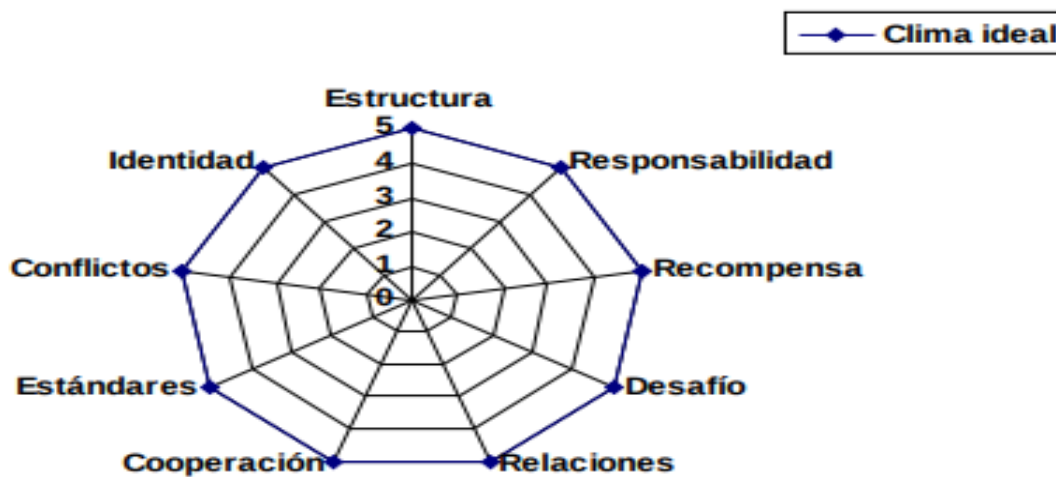 Clima ideal
Estructura
5
Identidad
4
Responsabilidad
3
2
Conflictos
1
Recompensa
0
Estándares
Desafío
Cooperación
Relaciones